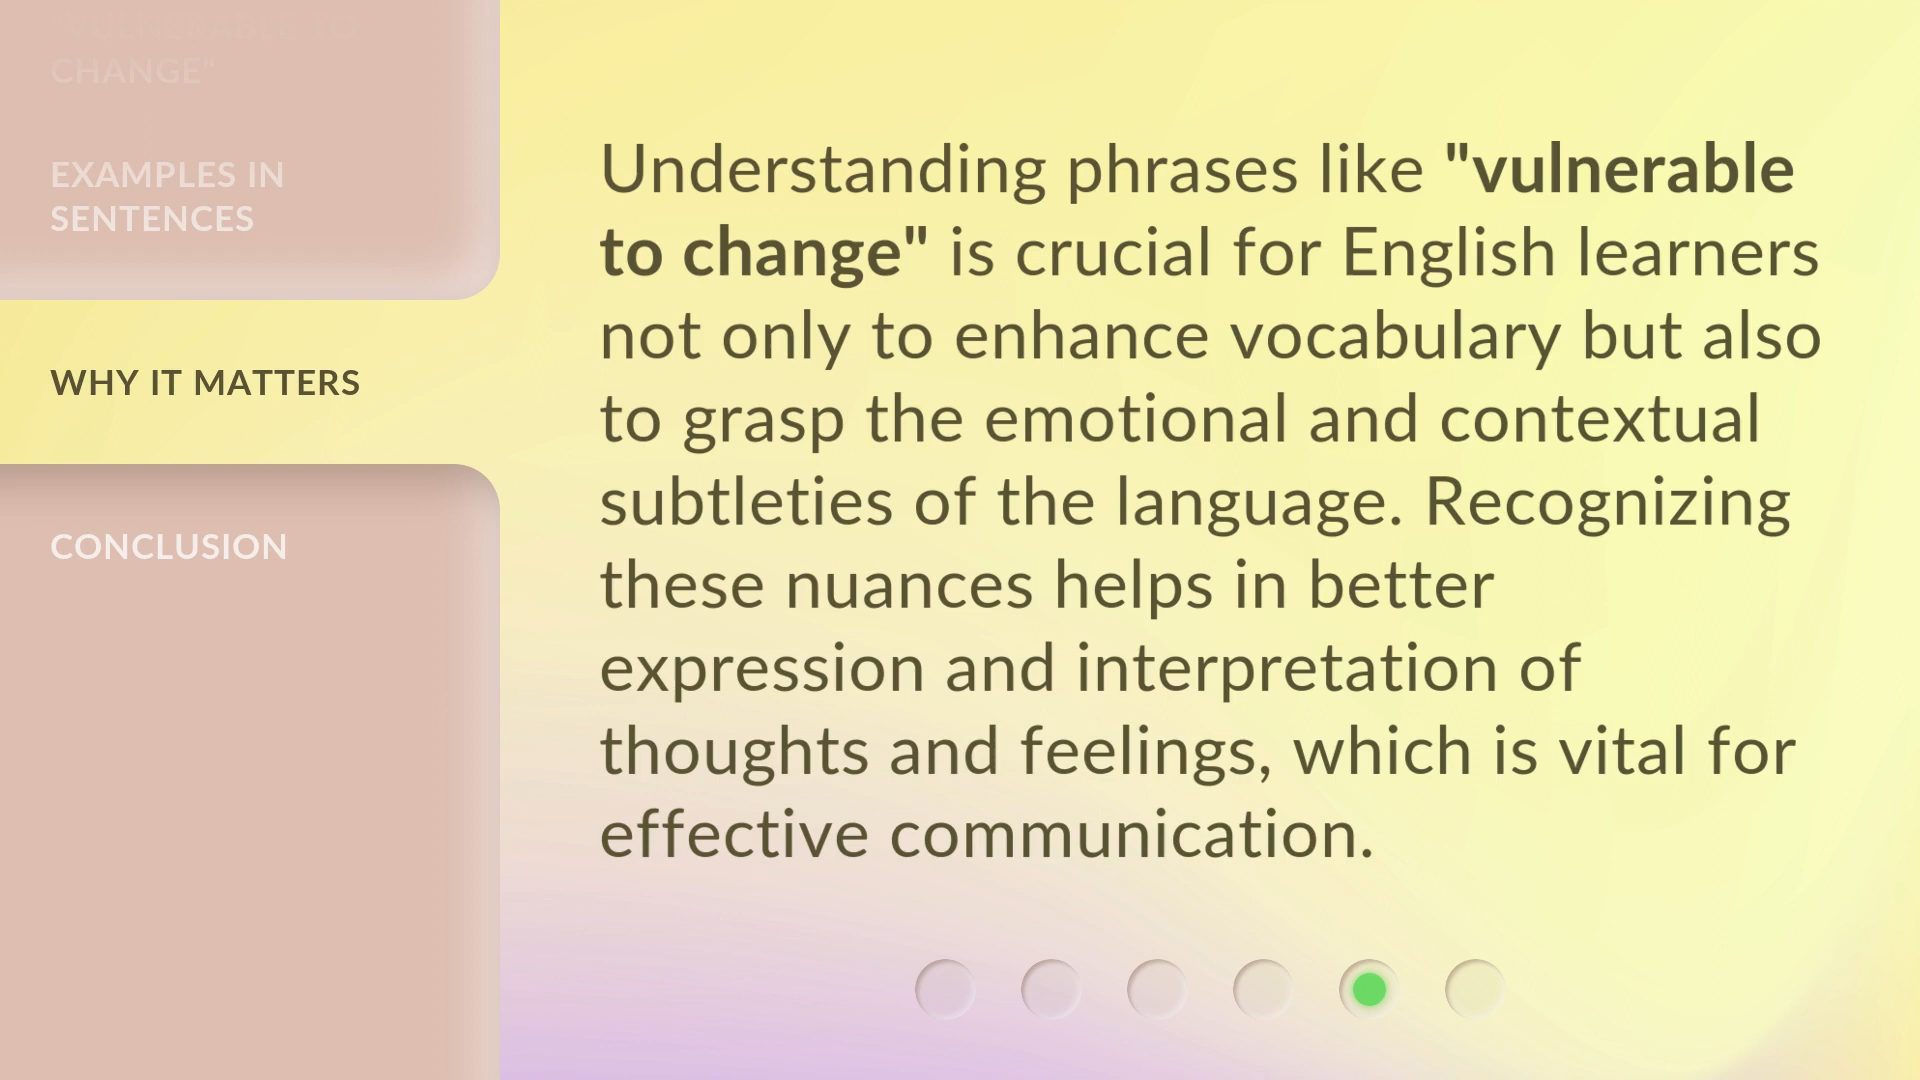 "VULNERABLE TO
CHANGE"
EXAMPLES IN
SENTENCES
WHY IT MATTERS
CONCLUSION
Understanding phrases like "vulnerable
to change" is crucial for English learners
not only to enhance vocabulary but also
to grasp the emotional and contextual
subtleties of the language. Recognizing
these nuances helps in better
expression and interpretation of
thoughts and feelings, which is vital for
effective communication.